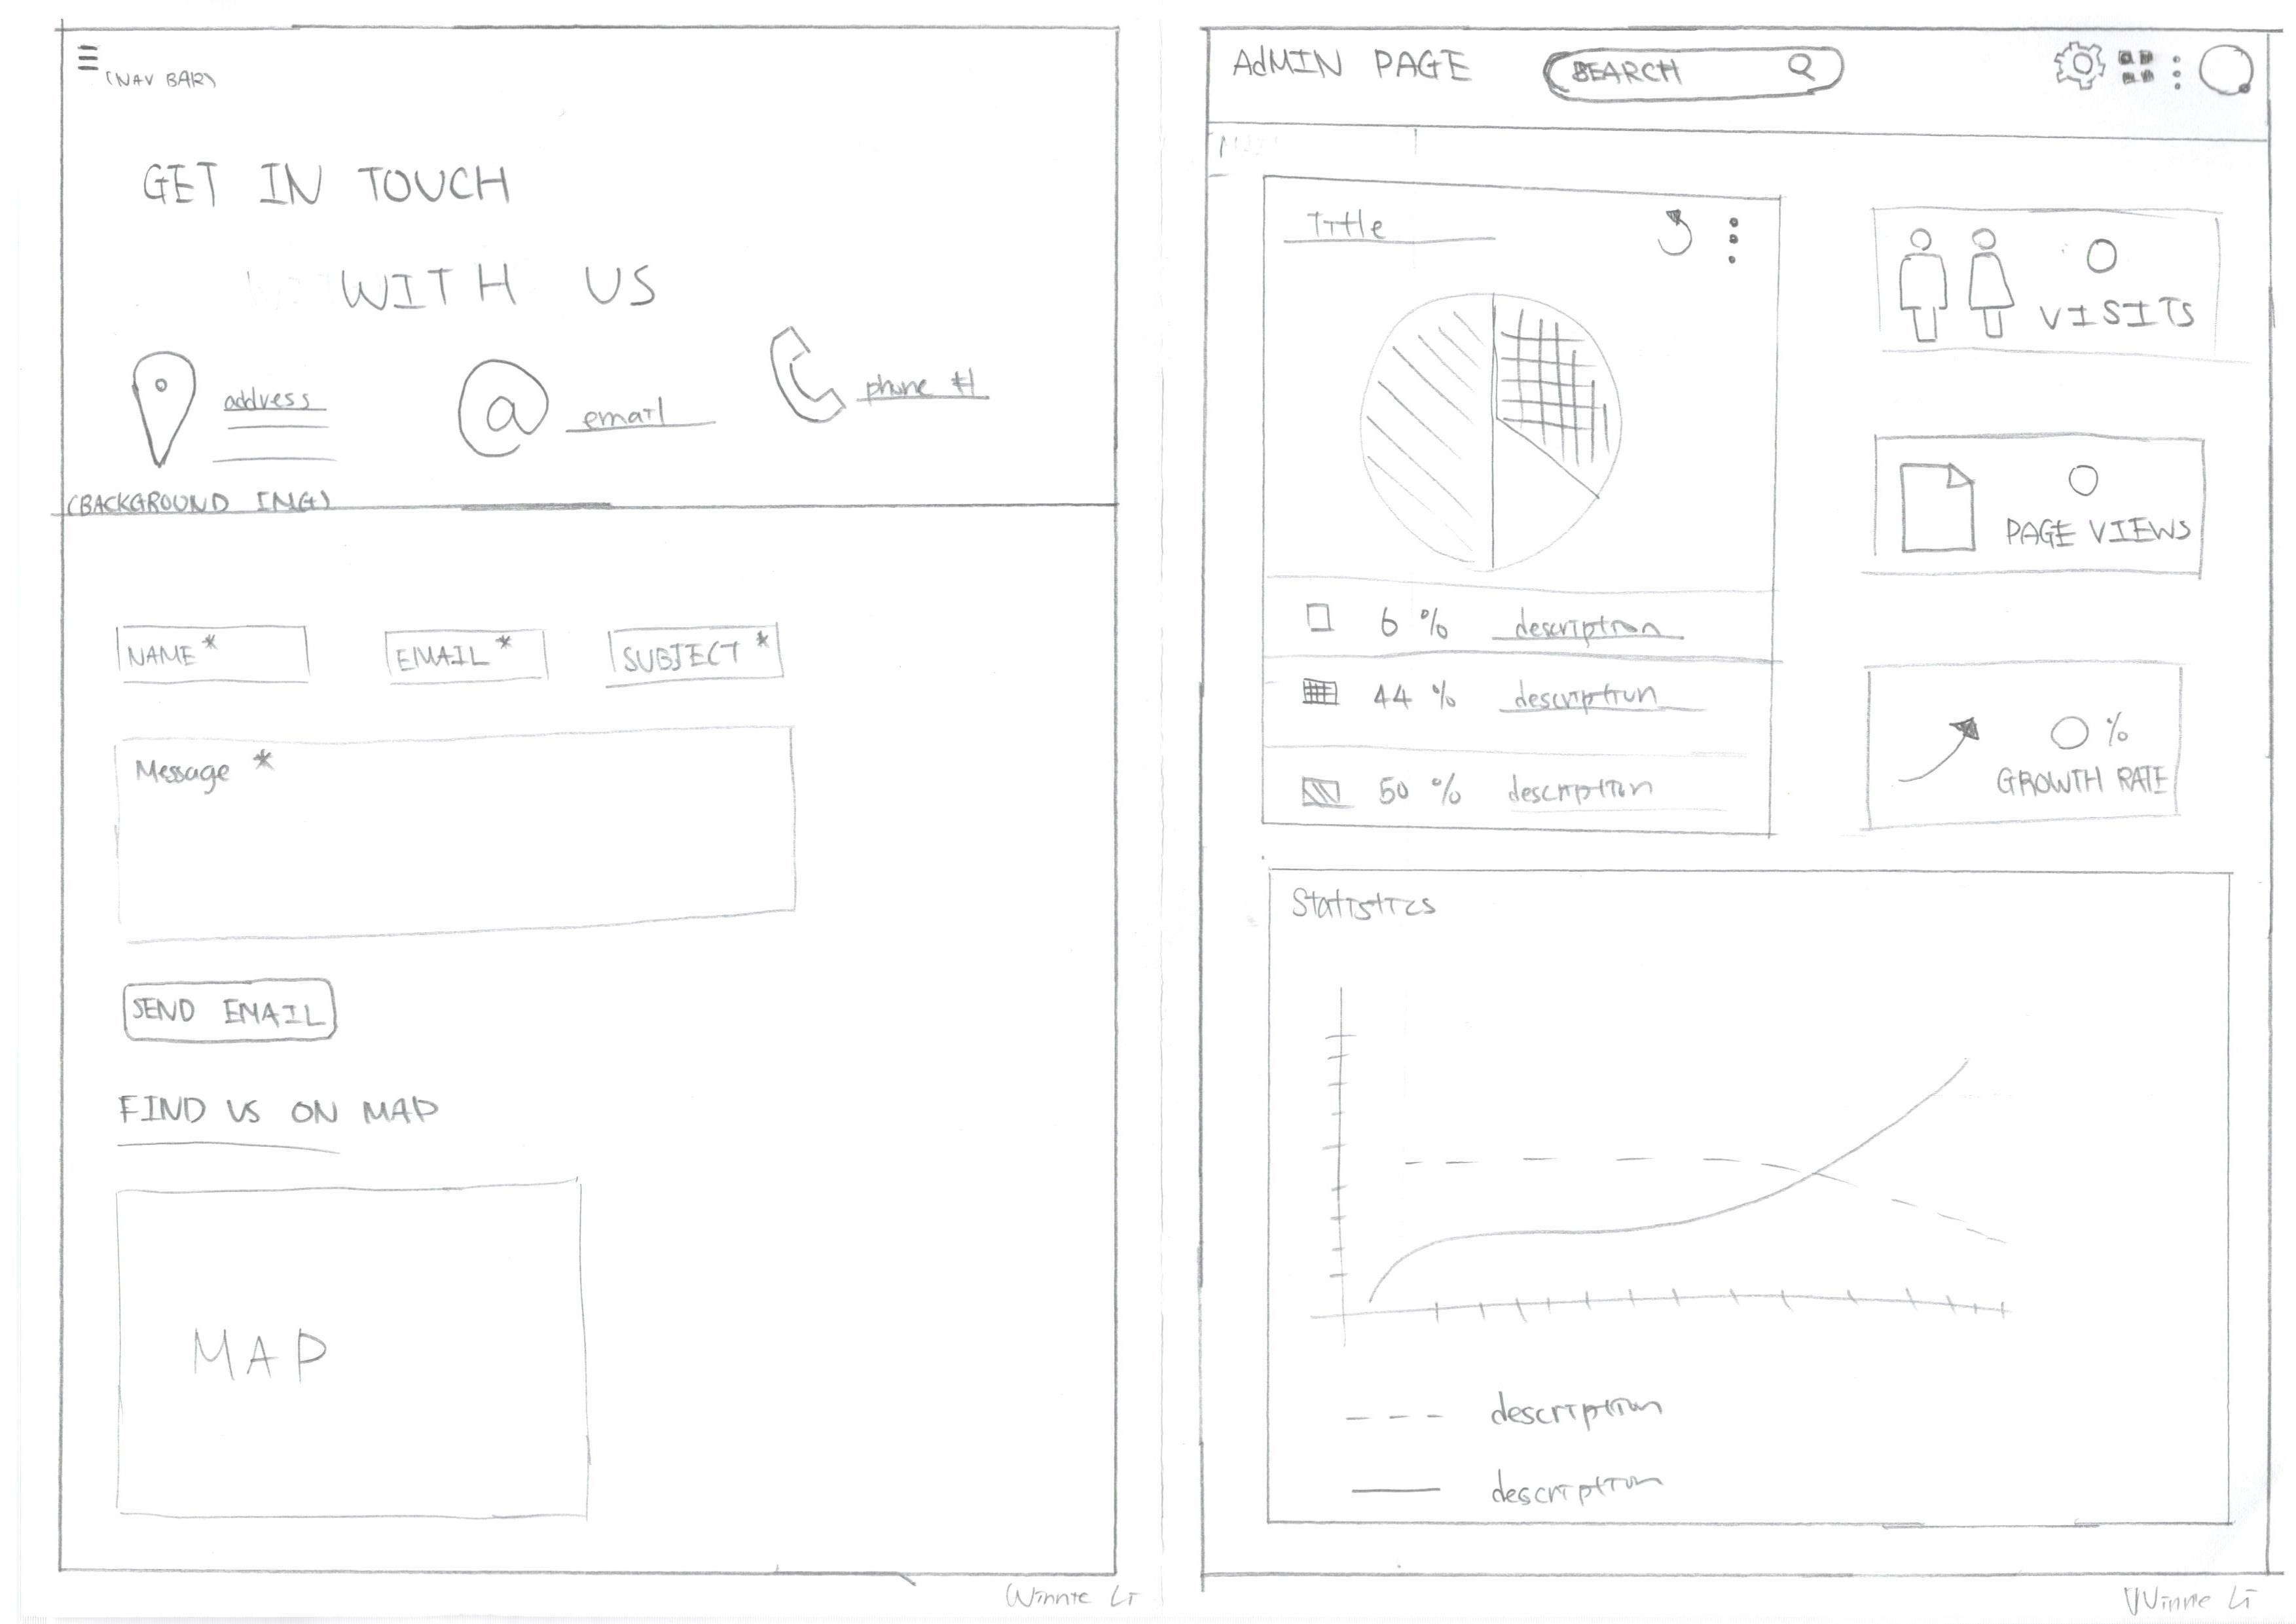 (NAV BAR)
GET IN TOUCH
WITH US
address
@ email
phone #
(BACKGROUND IMG)
NAME * EMAIL * SUBJECT *
Message *
SEND EMAIL
FIND US ON MAP
MAP
Winnie Li
AdMIN PAGE SEARCH
Title
6 % description
44 % description
50 % description
0
VISITS
0
PAGE VIEWS
0 %
GROWTH RATE
Statistics
description
description
Winnie Li